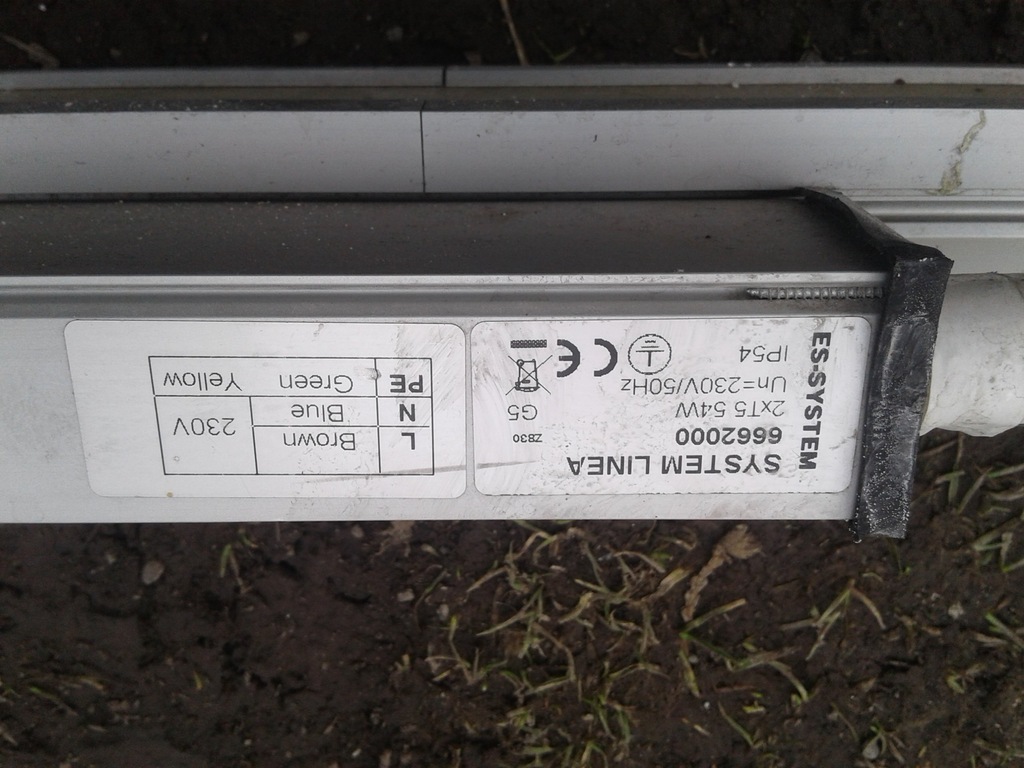 ES-SYSTEM
SYSTEM LINEA
6662000
2xT5 54W
Un=230V/50Hz
IP54
ZB30
G5
CE
L Brown 230V
N Blue
PE Green Yellow